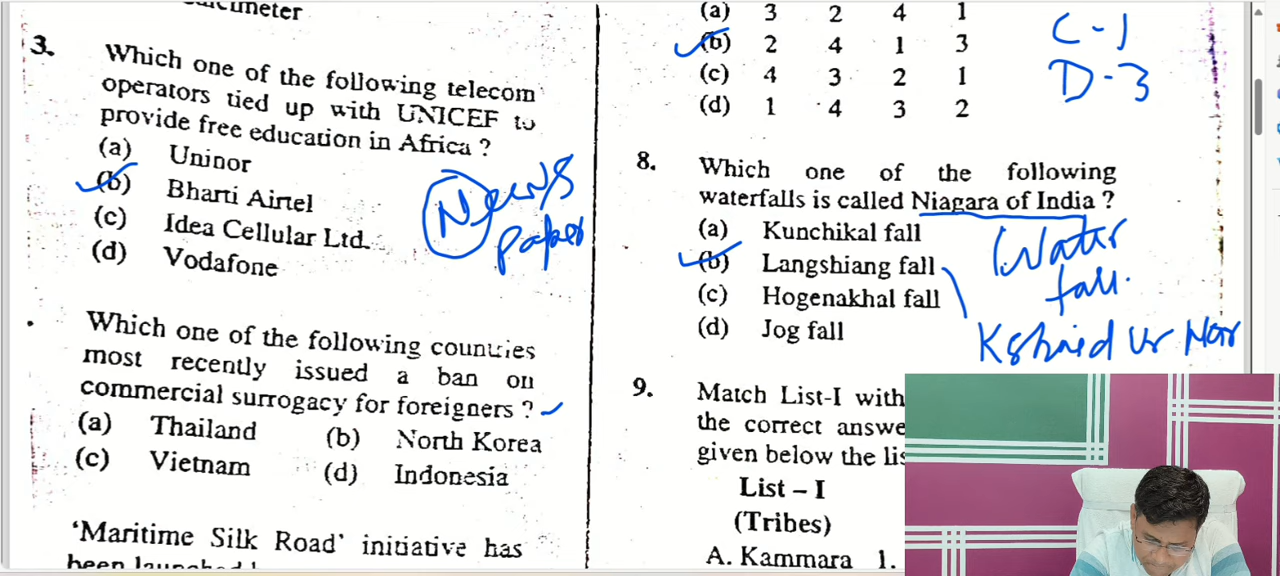 3.
Which one of the following telecom
operators tied up with UNICEF to
provide free education in Africa ?
(a) Uninor
(b) Bharti Airtel
(c) Idea Cellular Ltd.
(d) Vodafone
News
paper
Which one of the following countries
most recently issued a ban on
commercial surrogacy for foreigners ?
(a) Thailand (b) North Korea
(c) Vietnam (d) Indonesia
'Maritime Silk Road' initiative has
(a) 3 2 4 1
(b) 2 4 1 3
(c) 4 3 2 1
(d) 1 4 3 2
C-1
D-3
8. Which one of the following
waterfalls is called Niagara of India ?
(a) Kunchikal fall
(b) Langshiang fall
(c) Hogenakhal fall
(d) Jog fall
Water
fall.
9. Match List-I with
the correct answe
given below the lis
List – I
(Tribes)
A. Kammara 1.